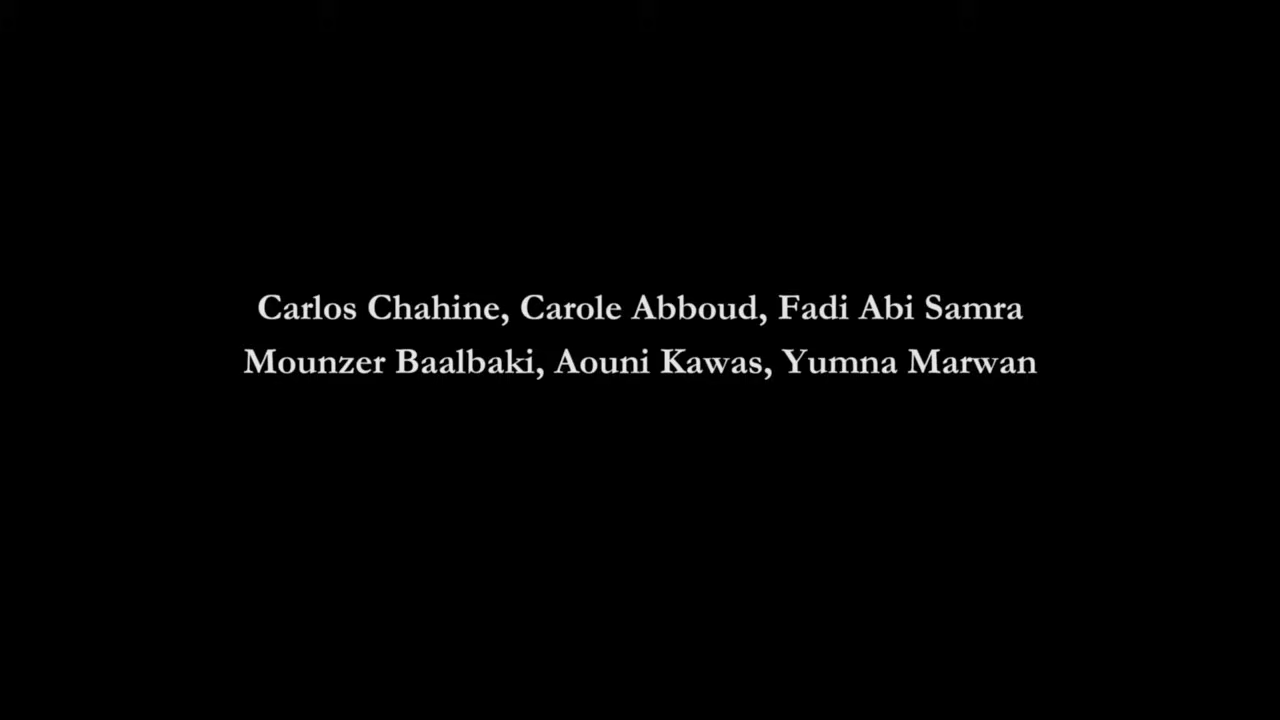 Carlos Chahine, Carole Abboud, Fadi Abi Samra
Mounzer Baalbaki, Aouni Kawas, Yumna Marwan